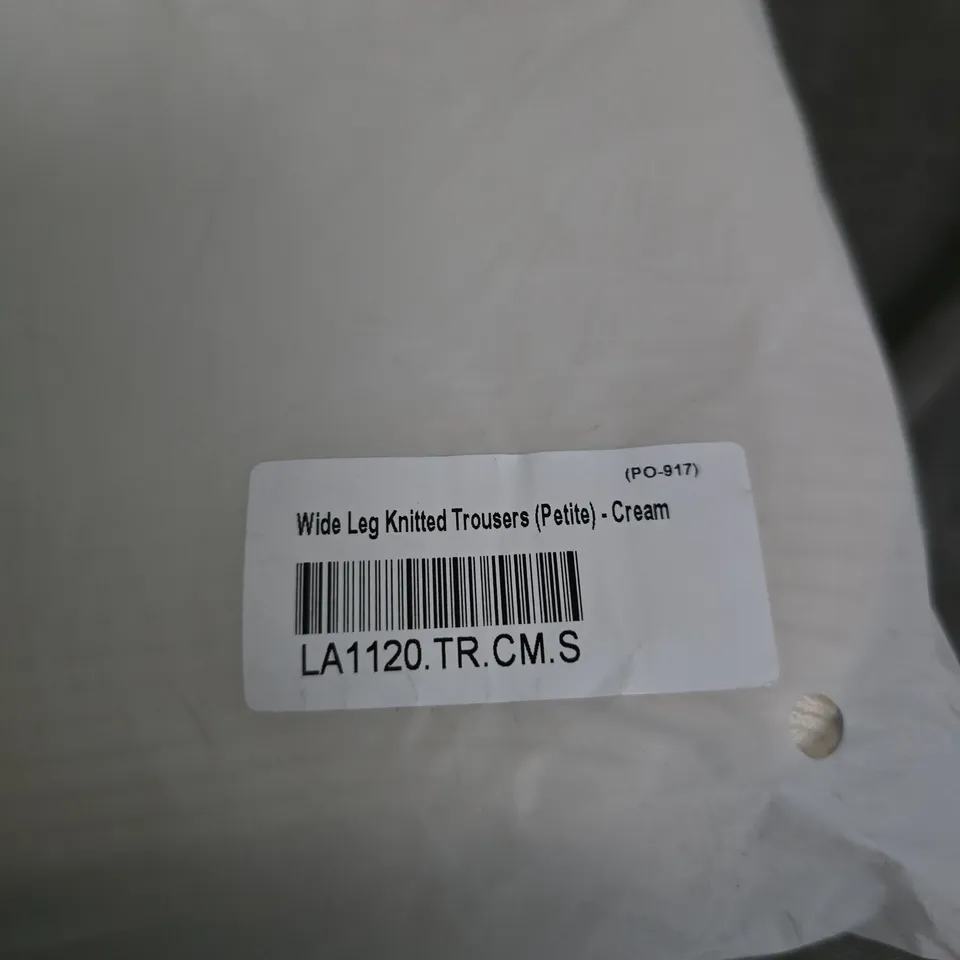 (PO-917)
Wide Leg Knitted Trousers (Petite) - Cream
LA1120.TR.CM.S